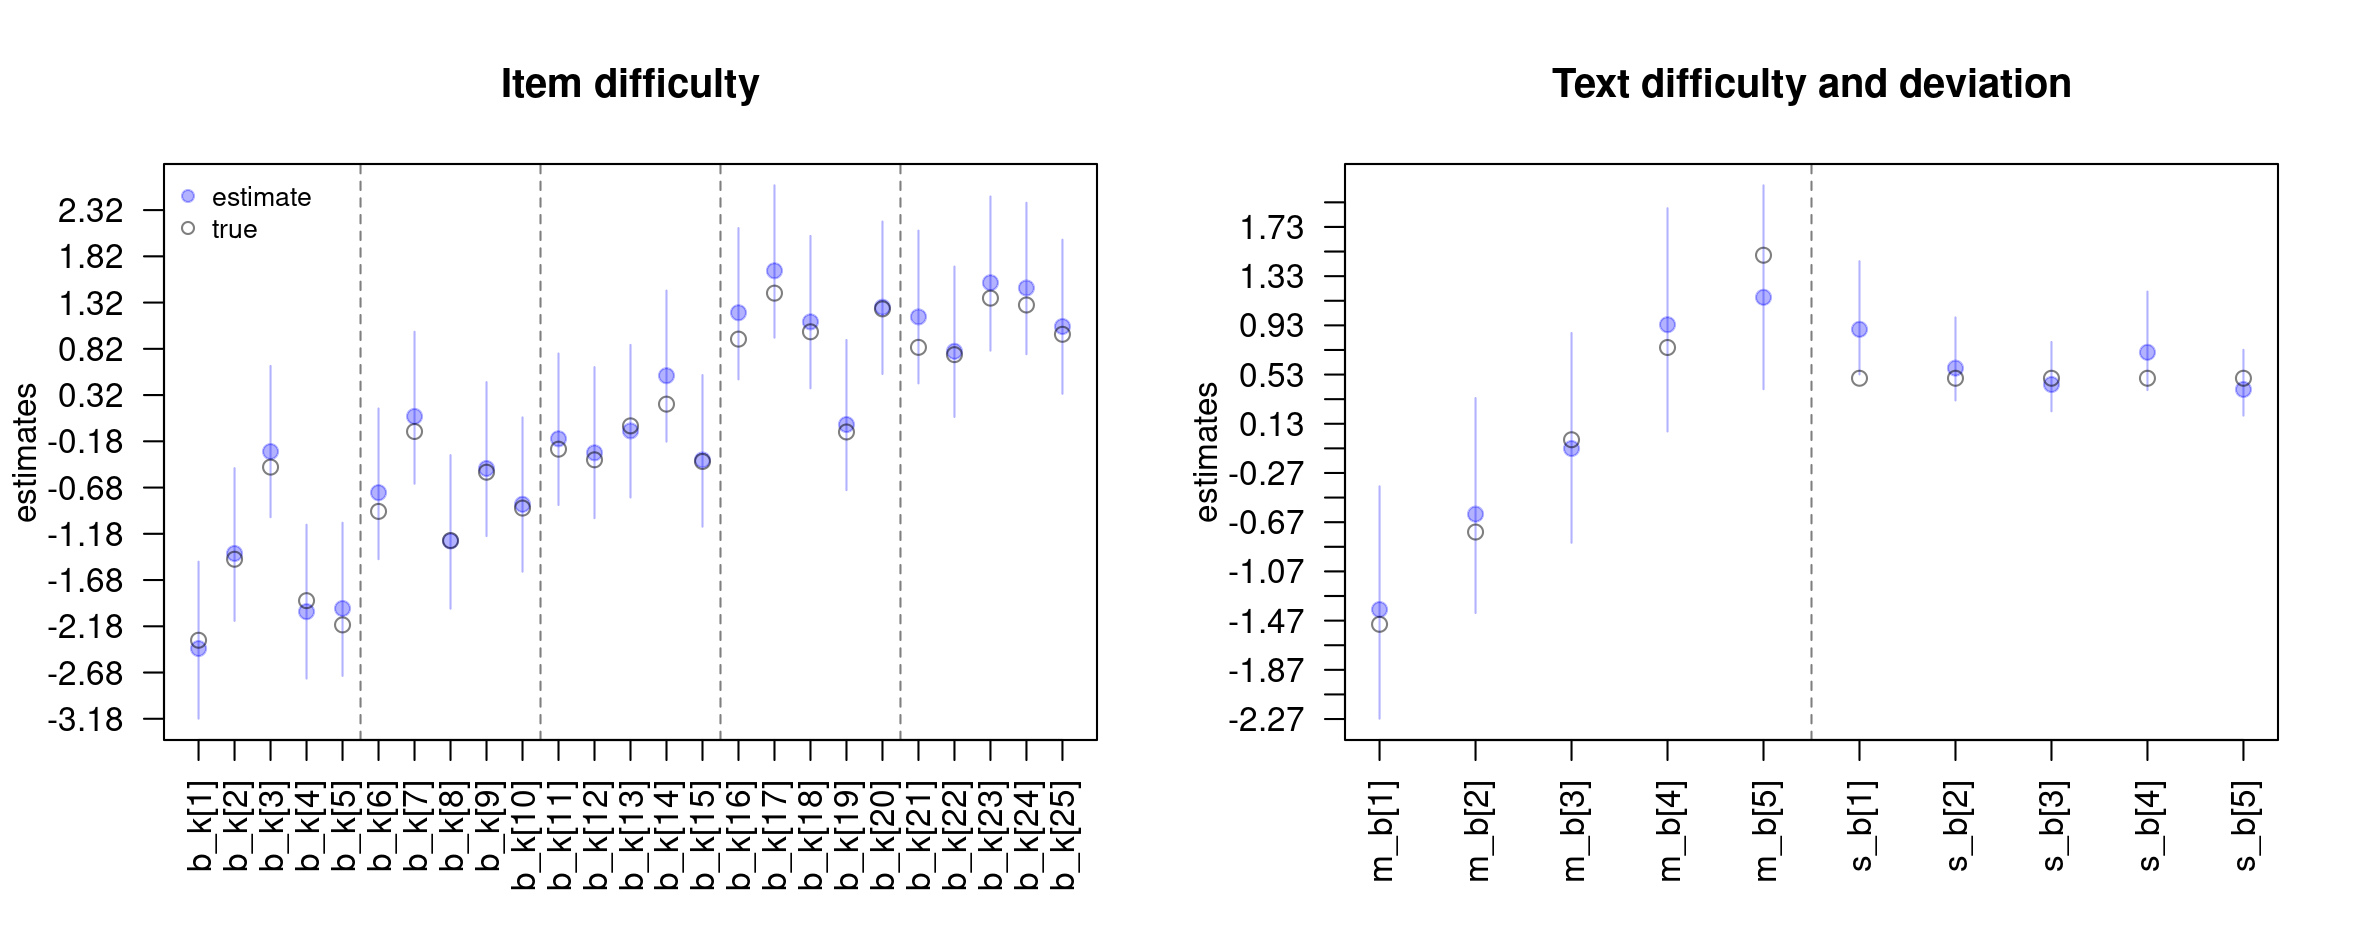 Item difficulty
estimate
true
2.32
1.82
1.32
0.82
0.32
-0.18
-0.68
-1.18
-1.68
-2.18
-2.68
-3.18
estimates
b_k[1]
b_k[2]
b_k[3]
b_k[4]
b_k[5]
b_k[6]
b_k[7]
b_k[8]
b_k[9]
b_k[10]
b_k[11]
b_k[12]
b_k[13]
b_k[14]
b_k[15]
b_k[16]
b_k[17]
b_k[18]
b_k[19]
b_k[20]
b_k[21]
b_k[22]
b_k[23]
b_k[24]
b_k[25]
Text difficulty and deviation
1.73
1.33
0.93
0.53
0.13
-0.27
-0.67
-1.07
-1.47
-1.87
-2.27
estimates
m_b[1]
m_b[2]
m_b[3]
m_b[4]
m_b[5]
s_b[1]
s_b[2]
s_b[3]
s_b[4]
s_b[5]